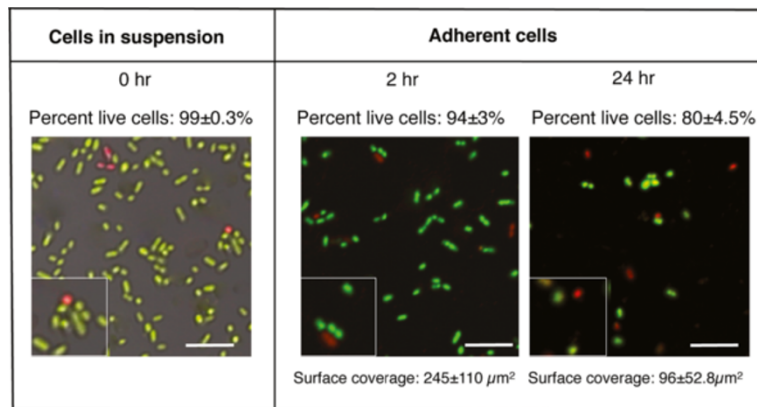 Cells in suspension
Adherent cells
0 hr
2 hr
24 hr
Percent live cells: 99±0.3%
Percent live cells: 94±3%
Percent live cells: 80±4.5%
Surface coverage: 245±110 µm²
Surface coverage: 96±52.8µm²